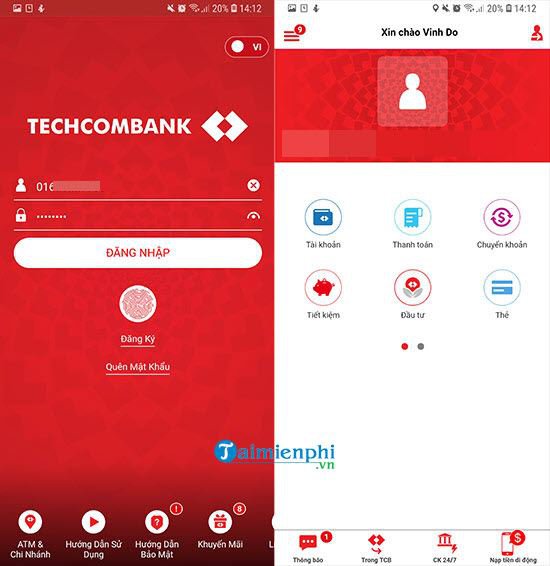 20% 14:12
Vi
TECHCOMBANK
016
········
ĐĂNG NHẬP
Đăng Ký
Quên Mật Khẩu
!
8
ATM &
Chi Nhánh
Hướng Dẫn Sử
Dụng
Hướng Dẫn
Bảo Mật
Khuyến Mãi
L
20% 14:12
9
Xin chào Vinh Do
Tài khoản
Thanh toán
Chuyển khoản
Tiết kiệm
Đầu tư
Thẻ
Taimienphi
.vn
1
Thông báo
Trong TCB
CK 24/7
Nạp tiền di động